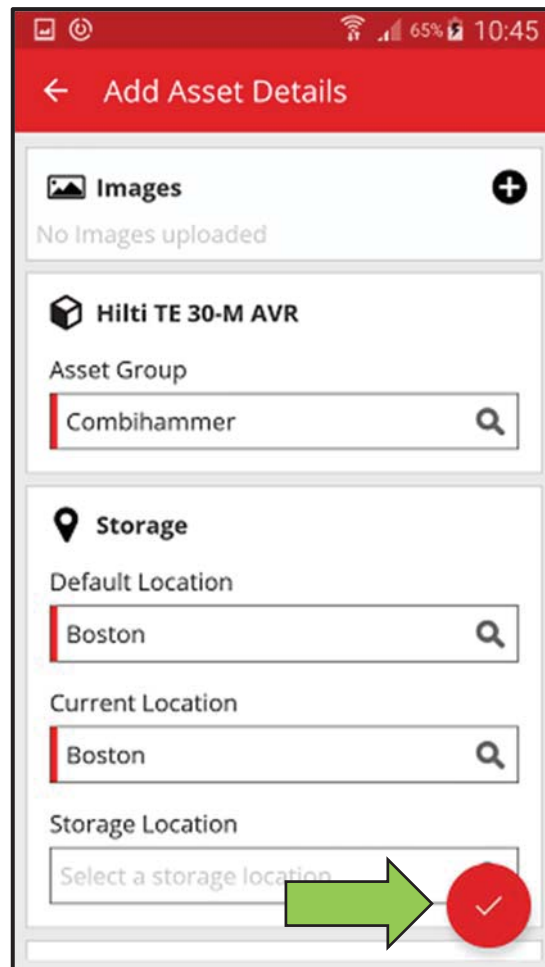 65% 10:45
Add Asset Details
Images
No Images uploaded
Hilti TE 30-M AVR
Asset Group
Combihammer
Storage
Default Location
Boston
Current Location
Boston
Storage Location
Select a storage location